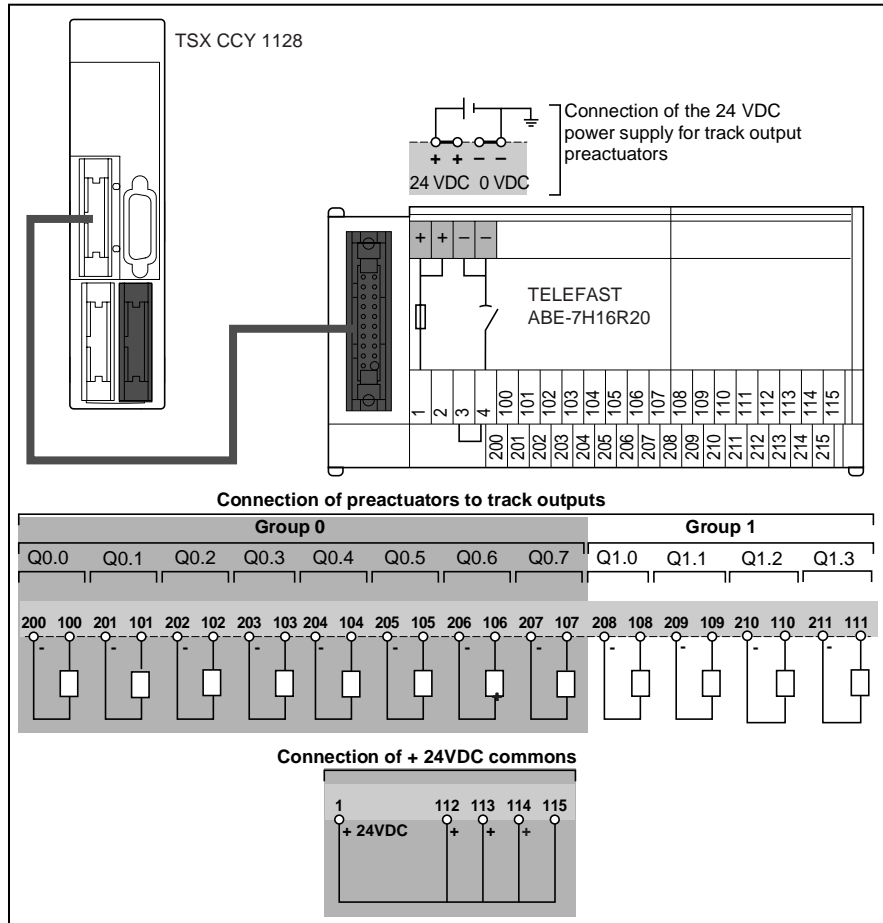 TSX CCY 1128
Connection of the 24 VDC
power supply for track output
preactuators
+ + – –
24 VDC 0 VDC
+ + – –
TELEFAST
ABE-7H16R20
1 2 3 4 100 101 102 103 104 105 106 107 108 109 110 111 112 113 114 115
200 201 202 203 204 205 206 207 208 209 210 211 212 213 214 215
Connection of preactuators to track outputs
Group 0 Group 1
Q0.0 Q0.1 Q0.2 Q0.3 Q0.4 Q0.5 Q0.6 Q0.7 Q1.0 Q1.1 Q1.2 Q1.3
200 100 201 101 202 102 203 103 204 104 205 105 206 106 207 107 208 108 209 109 210 110 211 111
- - - - - - - - - - - -
+
Connection of + 24VDC commons
1 112 113 114 115
+ 24VDC + + +